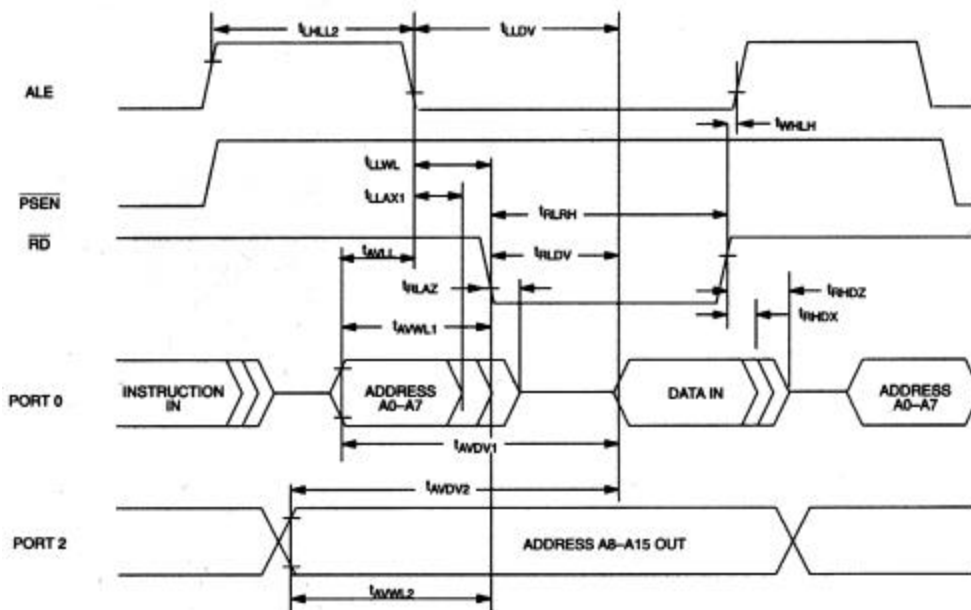 tLHLL2 tLLDV
ALE
tWHLH
tLLWL
PSEN
tLLAX1
tRLRH
RD
tAVLL
tRLDV
tRLAZ
tRHDZ
tAVWL1
tRHDX
PORT 0
INSTRUCTION
IN
ADDRESS
A0–A7
DATA IN
ADDRESS
A0–A7
tAVDV1
tAVDV2
PORT 2
ADDRESS A8–A15 OUT
tAVWL2